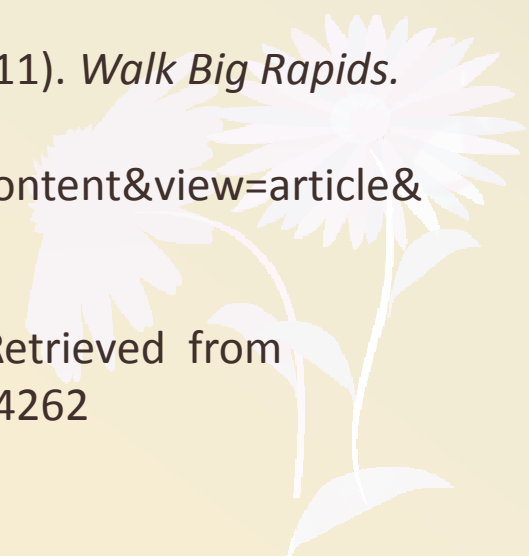 11). Walk Big Rapids.
ontent&view=article&
Retrieved from
4262